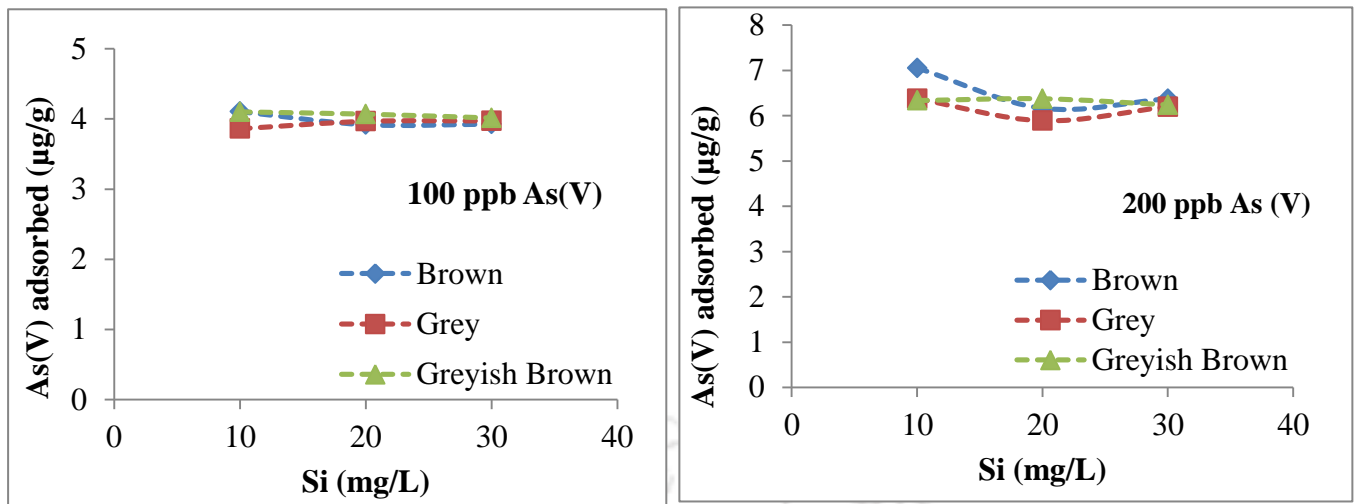 As(V) adsorbed (µg/g)
5
4
3
2
1
0
100 ppb As(V)
Brown
Grey
Greyish Brown
0 10 20 30 40
Si (mg/L)
As(V) adsorbed (µg/g)
8
7
6
5
4
3
2
1
0
200 ppb As (V)
Brown
Grey
Greyish Brown
0 10 20 30 40
Si (mg/L)